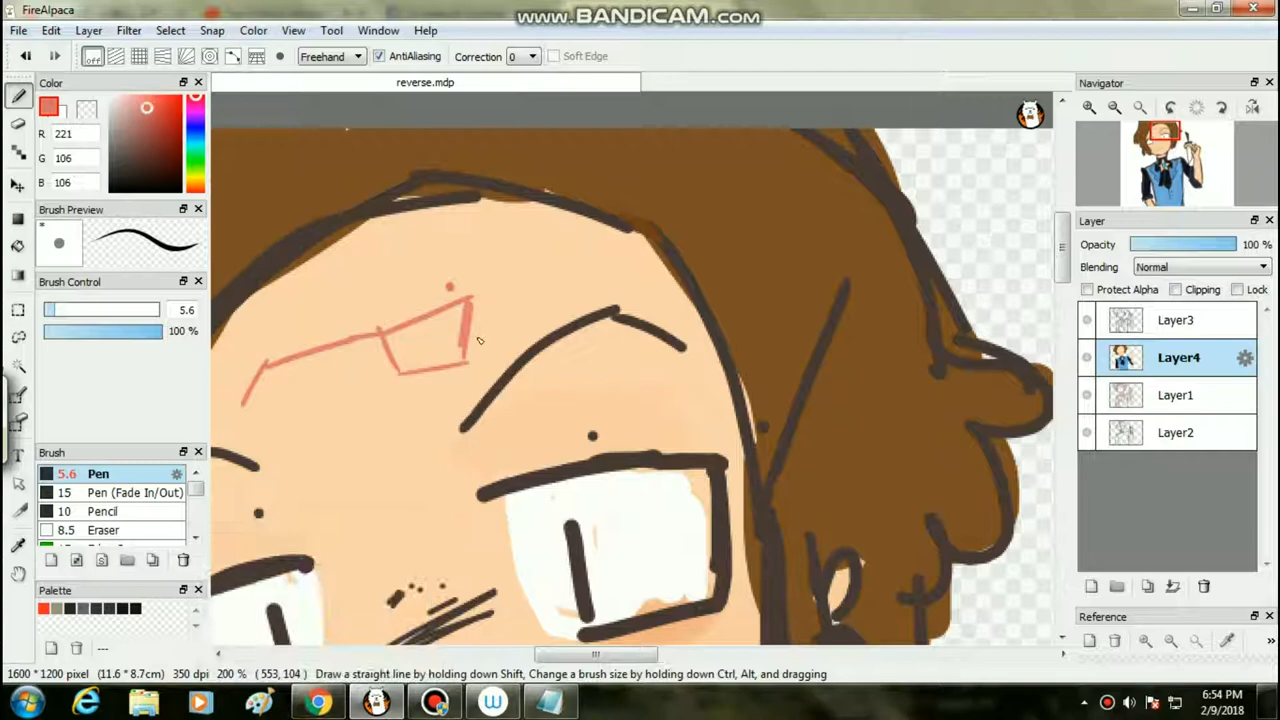 FireAlpaca
www.BANDICAM.com
File Edit Layer Filter Select Snap Color View Tool Window Help
off Freehand AntiAliasing Correction 0 Soft Edge
Color
reverse.mdp
Navigator
R 221
G 106
B 106
Brush Preview
*
Layer
Opacity 100 %
Blending Normal
Protect Alpha Clipping Lock
Brush Control
5.6
100 %
Layer3
Layer4
Layer1
Layer2
Brush
5.6 Pen
15 Pen (Fade In/Out)
10 Pencil
8.5 Eraser
Palette
---
Reference
1600 * 1200 pixel (11.6 * 8.7cm) 350 dpi 200 % ( 553, 104 ) Draw a straight line by holding down Shift, Change a brush size by holding down Ctrl, Alt, and dragging
6:54 PM
2/9/2018